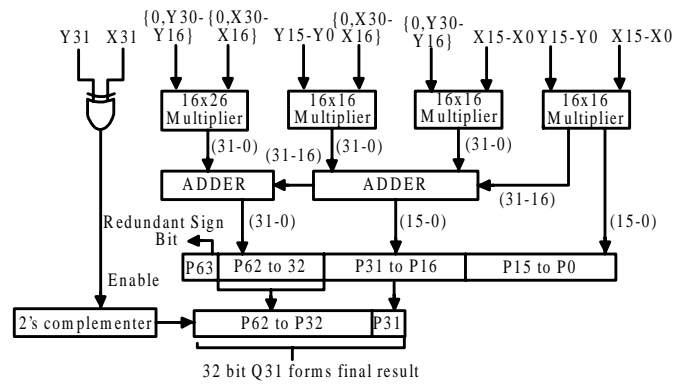 {0,Y30-Y16} {0,X30-X16} {0,X30-X16} {0,Y30-Y16}
Y31 X31 Y15-Y0 X15-X0 Y15-Y0 X15-X0
16x26 Multiplier
16x16 Multiplier
16x16 Multiplier
16x16 Multiplier
(31-0) (31-16) (31-0) (31-0)
ADDER ADDER
(31-16)
(31-0) (15-0) (15-0)
Redundant Sign Bit
P63 P62 to 32 P31 to P16 P15 to P0
Enable
2's complementer P62 to P32 P31
32 bit Q31 forms final result